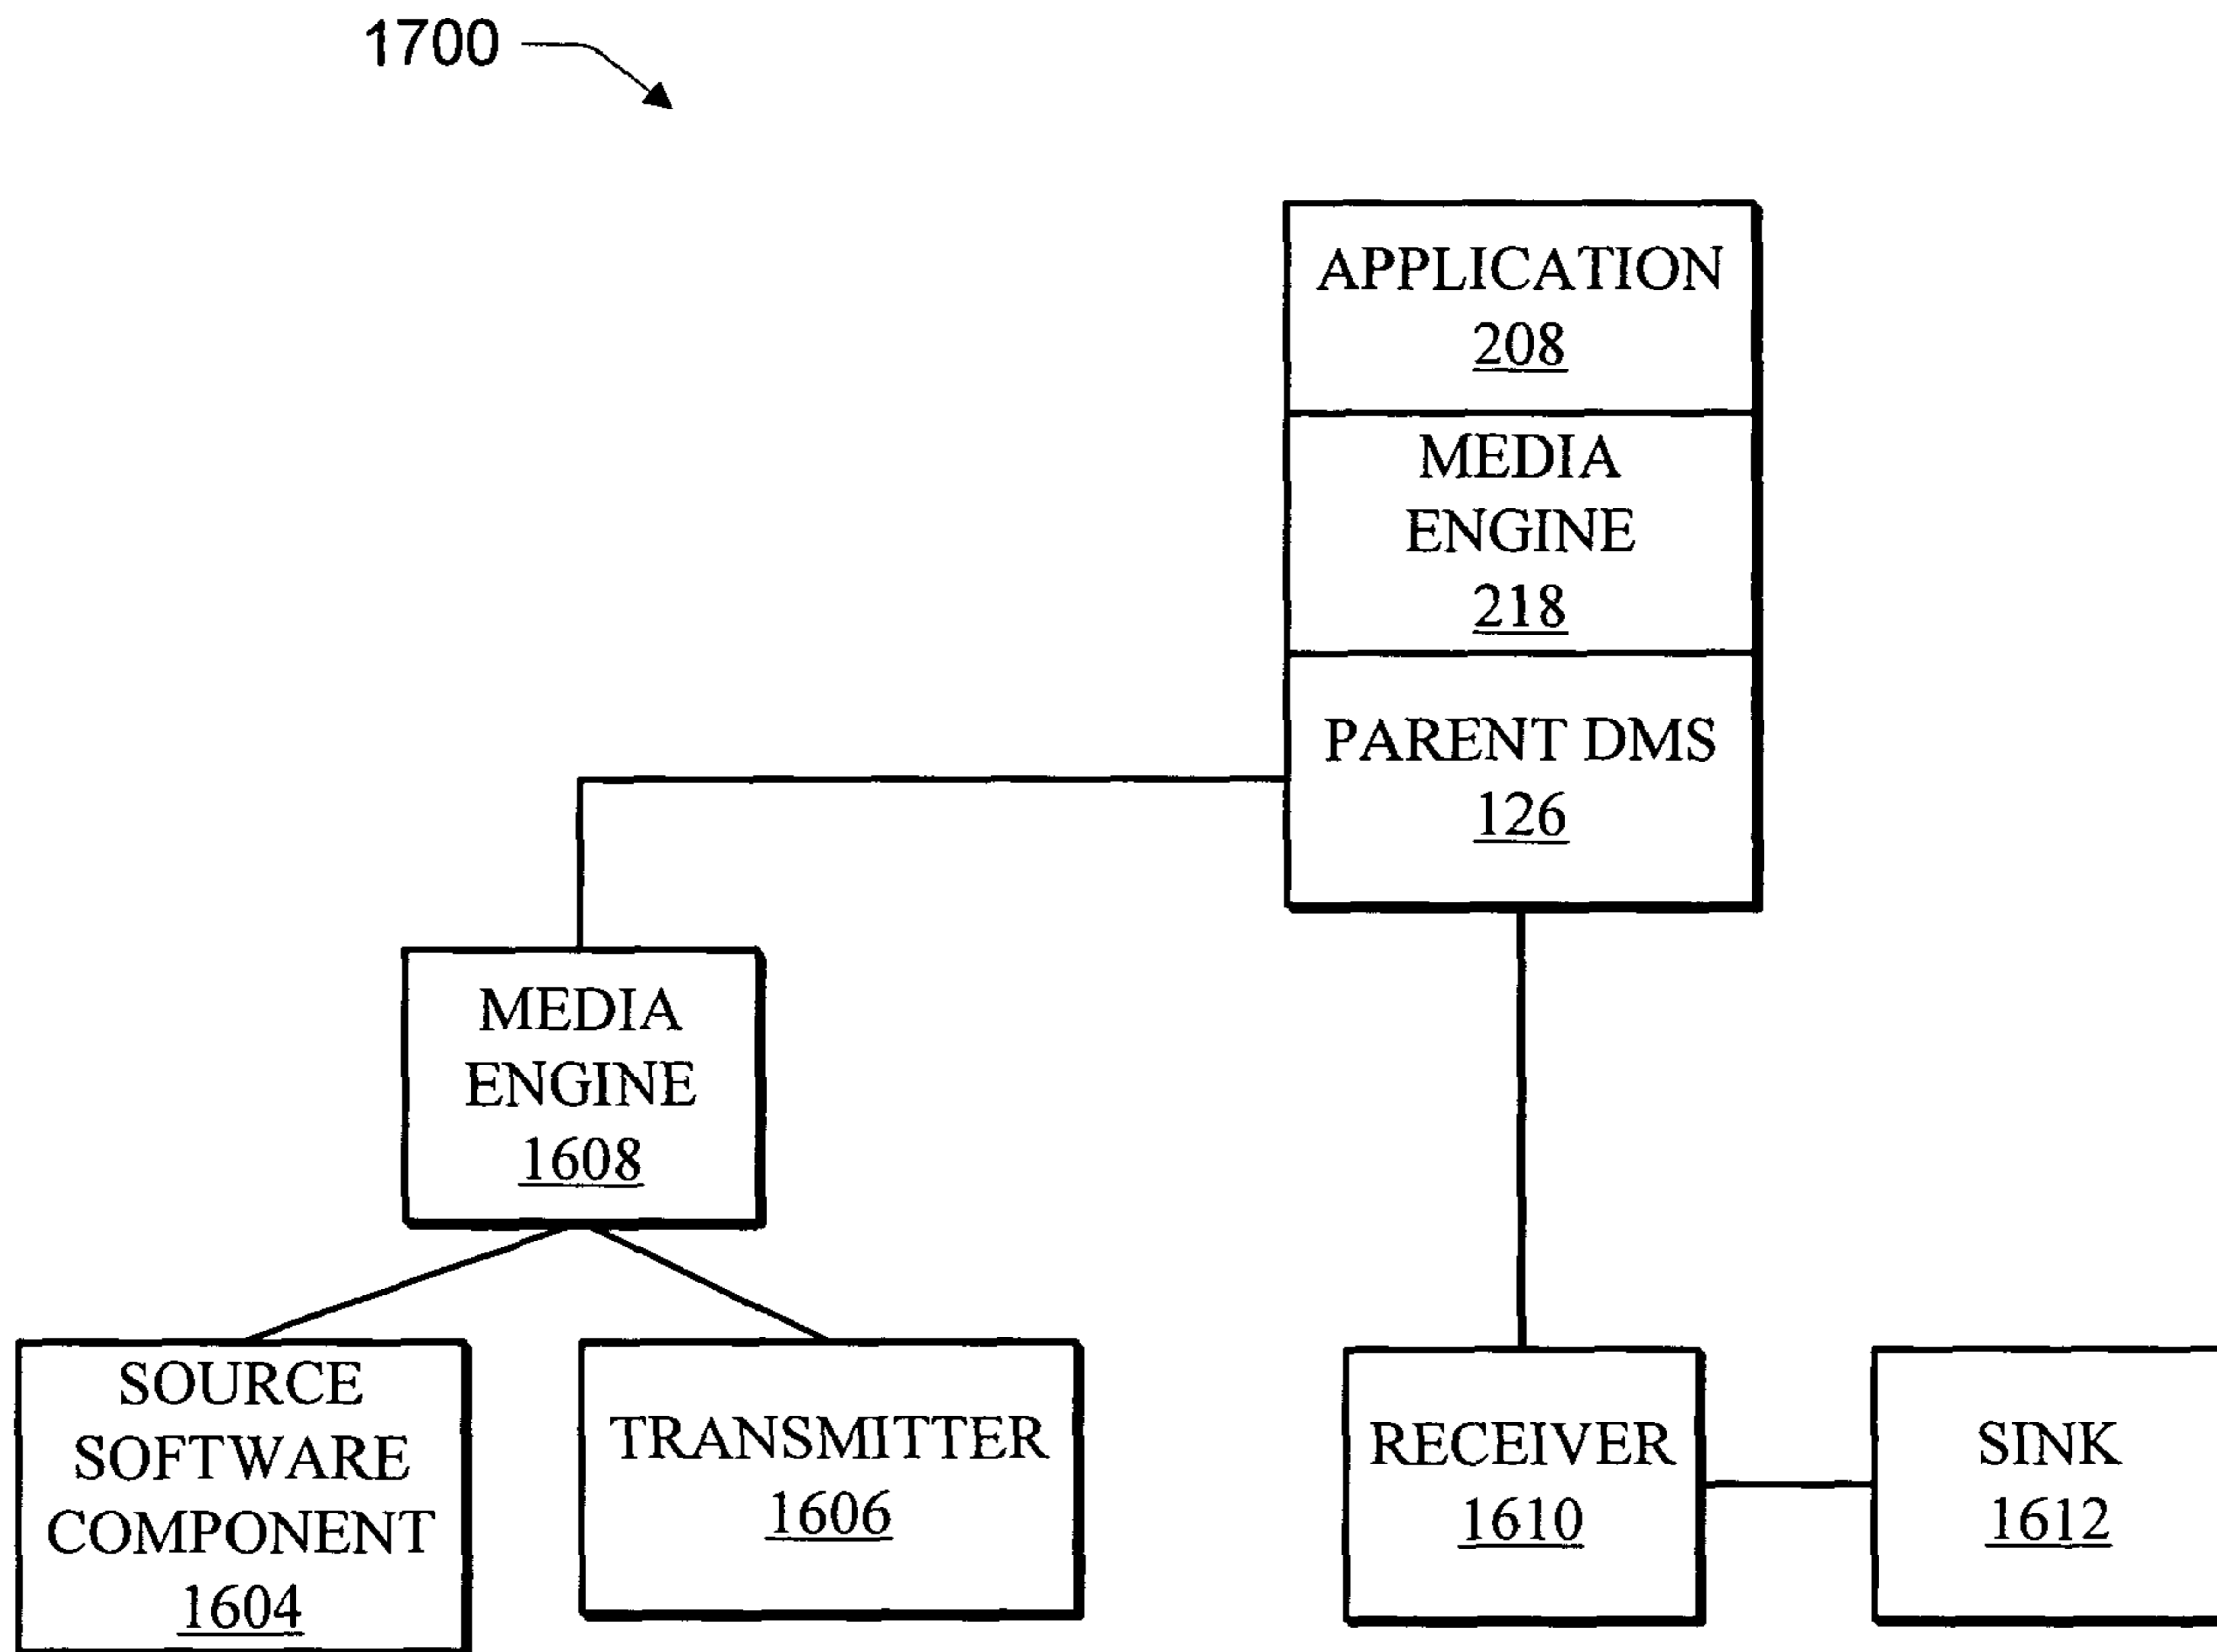 1700
APPLICATION
208
MEDIA
ENGINE
218
PARENT DMS
126
MEDIA
ENGINE
1608
SOURCE
SOFTWARE
COMPONENT
1604
TRANSMITTER
1606
RECEIVER
1610
SINK
1612